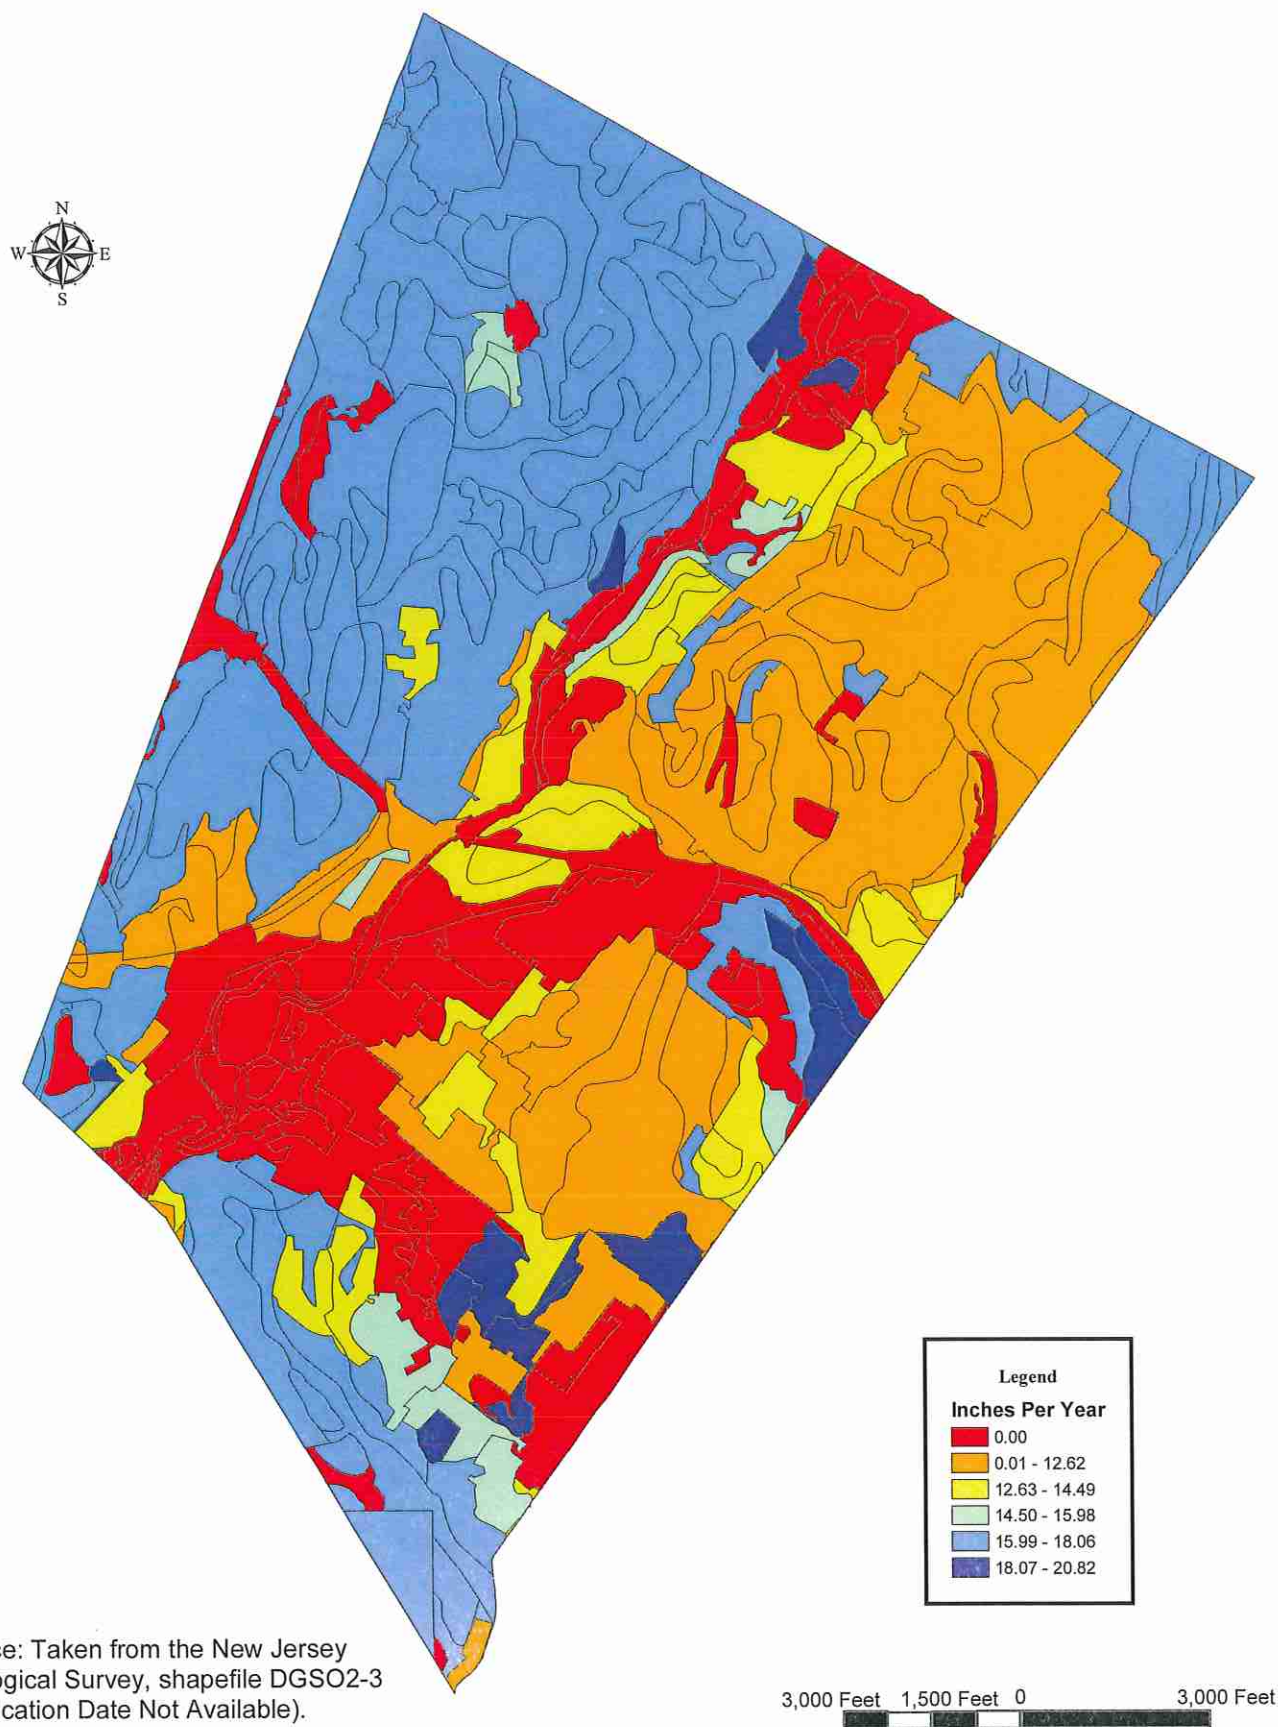 N
W E
S
Legend
Inches Per Year
0.00
0.01 - 12.62
12.63 - 14.49
14.50 - 15.98
15.99 - 18.06
18.07 - 20.82
ce: Taken from the New Jersey
ogical Survey, shapefile DGSO2-3
cation Date Not Available).
3,000 Feet 1,500 Feet 0 3,000 Feet